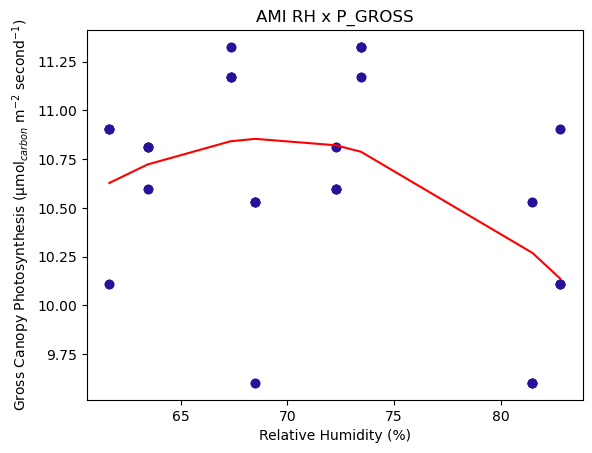 AMI RH x P_GROSS
Gross Canopy Photosynthesis (μmol_carbon m⁻² second⁻¹)
11.25
11.00
10.75
10.50
10.25
10.00
9.75
65 70 75 80
Relative Humidity (%)